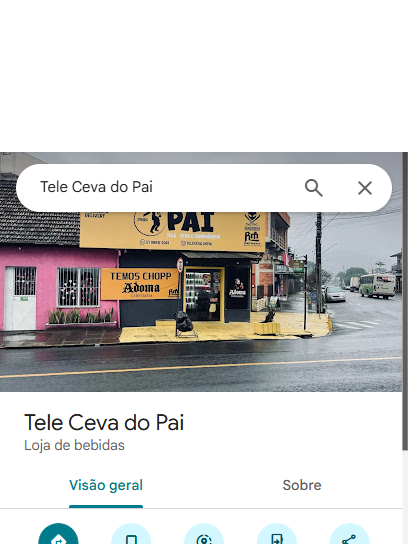 Tele Ceva do Pai
DELIVERY
PAI
TEMOS CHOPP
Adoma
Adoma
Tele Ceva do Pai
Loja de bebidas
Visão geral
Sobre